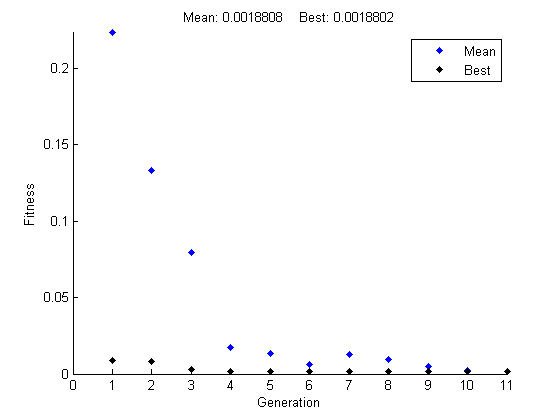 Mean: 0.0018808 Best: 0.0018802
Mean
Best
0.2
0.15
0.1
0.05
0
Fitness
0 1 2 3 4 5 6 7 8 9 10 11
Generation